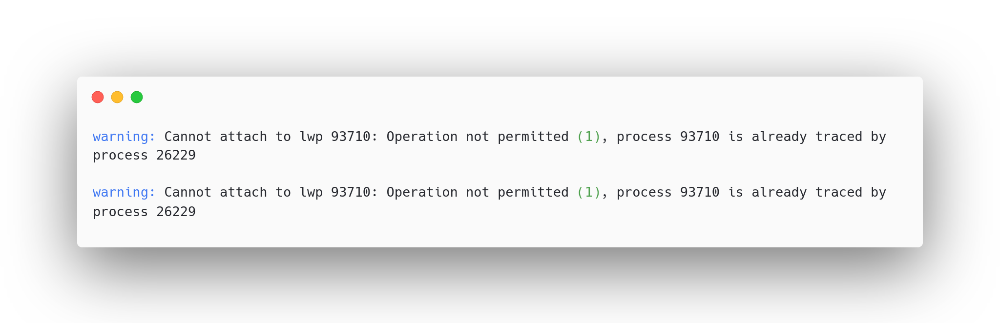 warning: Cannot attach to lwp 93710: Operation not permitted (1), process 93710 is already traced by
process 26229
warning: Cannot attach to lwp 93710: Operation not permitted (1), process 93710 is already traced by
process 26229